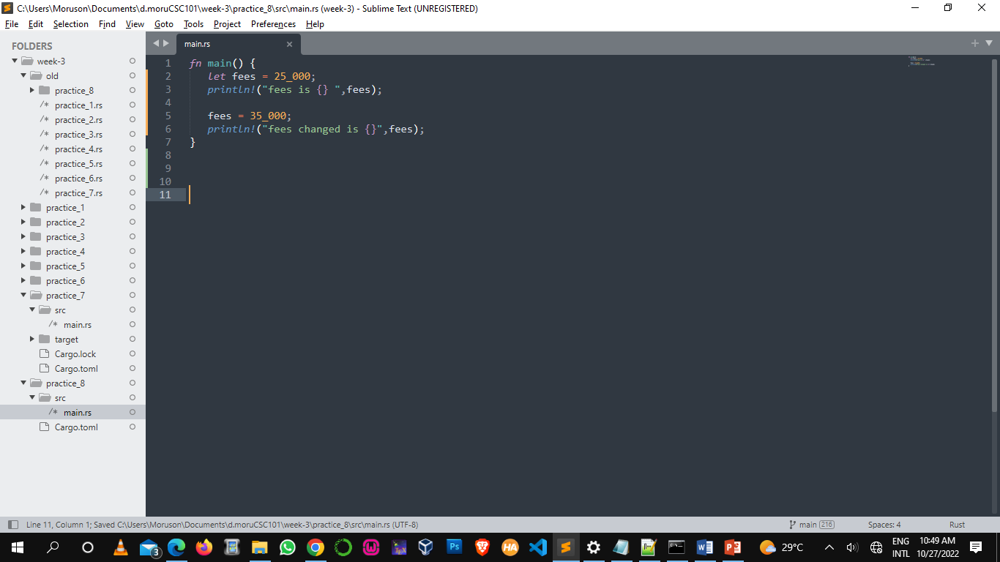 C:\Users\Moruson\Documents\d.moruCSC101\week-3\practice_8\src\main.rs (week-3) - Sublime Text (UNREGISTERED)
File Edit Selection Find View Goto Tools Project Preferences Help
FOLDERS
week-3
old
practice_8
/* practice_1.rs
/* practice_2.rs
/* practice_3.rs
/* practice_4.rs
/* practice_5.rs
/* practice_6.rs
/* practice_7.rs
practice_1
practice_2
practice_3
practice_4
practice_5
practice_6
practice_7
src
/* main.rs
target
Cargo.lock
Cargo.toml
practice_8
src
/* main.rs
Cargo.toml
main.rs ×
1 fn main() {
2 let fees = 25_000;
3 println!("fees is {} ",fees);
4
5 fees = 35_000;
6 println!("fees changed is {}",fees);
7 }
8
9
10
11
Line 11, Column 1; Saved C:\Users\Moruson\Documents\d.moruCSC101\week-3\practice_8\src\main.rs (UTF-8) main 216 Spaces: 4 Rust
3 TEX Ps HA W P 29°C
ENG 10:49 AM
INTL 10/27/2022